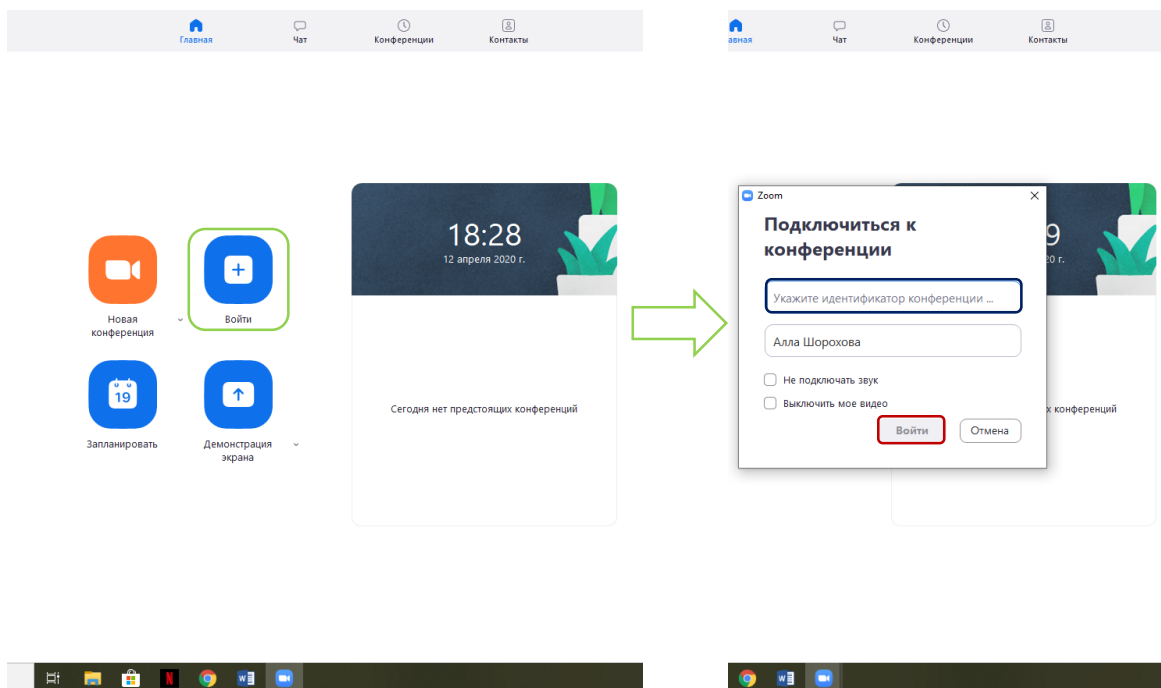 Главная
Чат
Конференции
Контакты
18:28
12 апреля 2020 г.
Новая
конференция
Войти
19
Запланировать
Демонстрация
экрана
Сегодня нет предстоящих конференций
авная
Чат
Конференции
Контакты
Zoom
Подключиться к
конференции
9
20 г.
Укажите идентификатор конференции ...
Алла Шорохова
Не подключать звук
Выключить мое видео
х конференций
Войти
Отмена